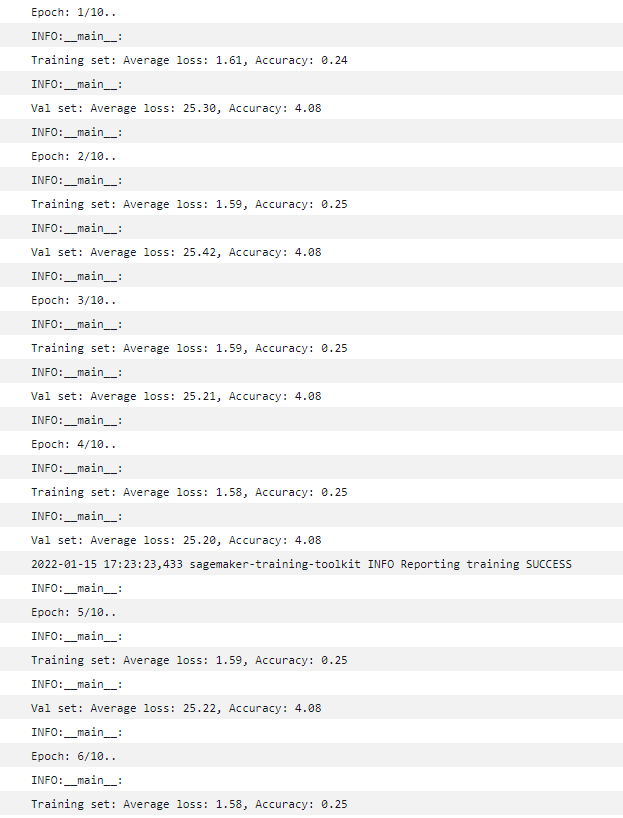 Epoch: 1/10..
INFO:__main__:
Training set: Average loss: 1.61, Accuracy: 0.24
INFO:__main__:
Val set: Average loss: 25.30, Accuracy: 4.08
INFO:__main__:
Epoch: 2/10..
INFO:__main__:
Training set: Average loss: 1.59, Accuracy: 0.25
INFO:__main__:
Val set: Average loss: 25.42, Accuracy: 4.08
INFO:__main__:
Epoch: 3/10..
INFO:__main__:
Training set: Average loss: 1.59, Accuracy: 0.25
INFO:__main__:
Val set: Average loss: 25.21, Accuracy: 4.08
INFO:__main__:
Epoch: 4/10..
INFO:__main__:
Training set: Average loss: 1.58, Accuracy: 0.25
INFO:__main__:
Val set: Average loss: 25.20, Accuracy: 4.08
2022-01-15 17:23:23,433 sagemaker-training-toolkit INFO Reporting training SUCCESS
INFO:__main__:
Epoch: 5/10..
INFO:__main__:
Training set: Average loss: 1.59, Accuracy: 0.25
INFO:__main__:
Val set: Average loss: 25.22, Accuracy: 4.08
INFO:__main__:
Epoch: 6/10..
INFO:__main__:
Training set: Average loss: 1.58, Accuracy: 0.25